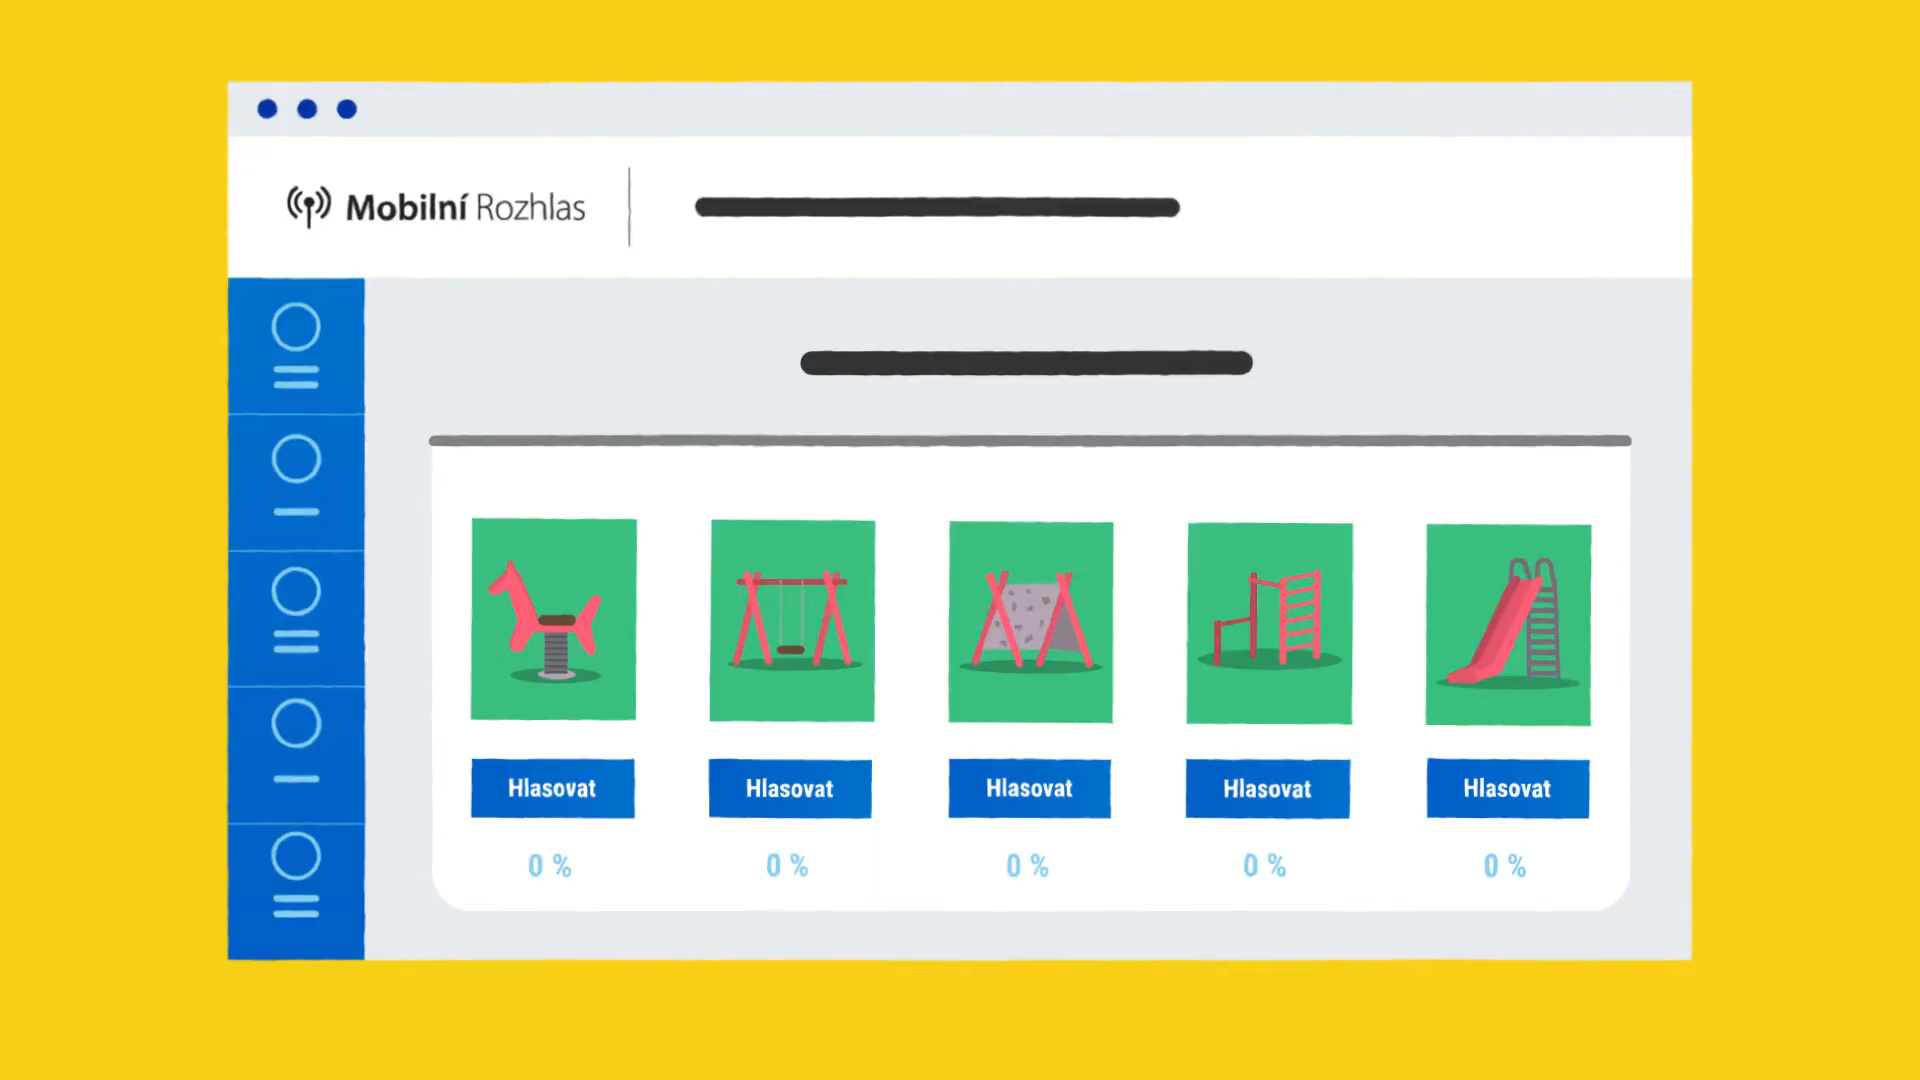 Mobilní Rozhlas
Hlasovat Hlasovat Hlasovat Hlasovat Hlasovat
0 % 0 % 0 % 0 % 0 %